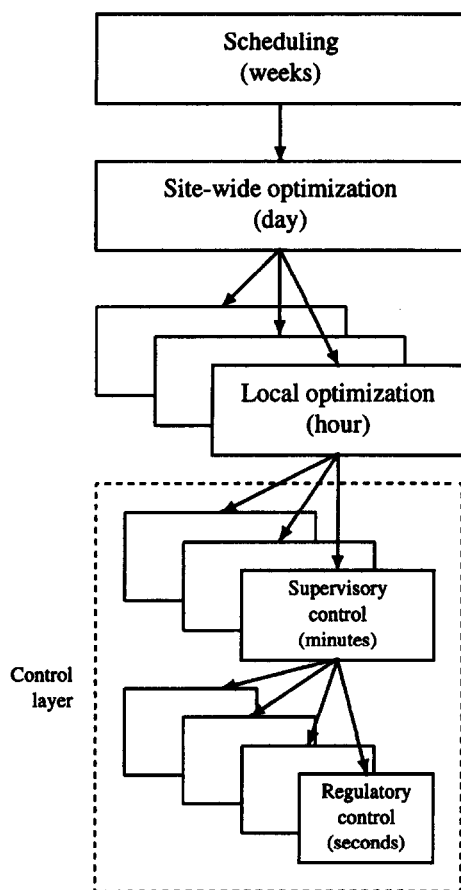 Scheduling
(weeks)
Site-wide optimization
(day)
Local optimization
(hour)
Supervisory
control
(minutes)
Control
layer
Regulatory
control
(seconds)